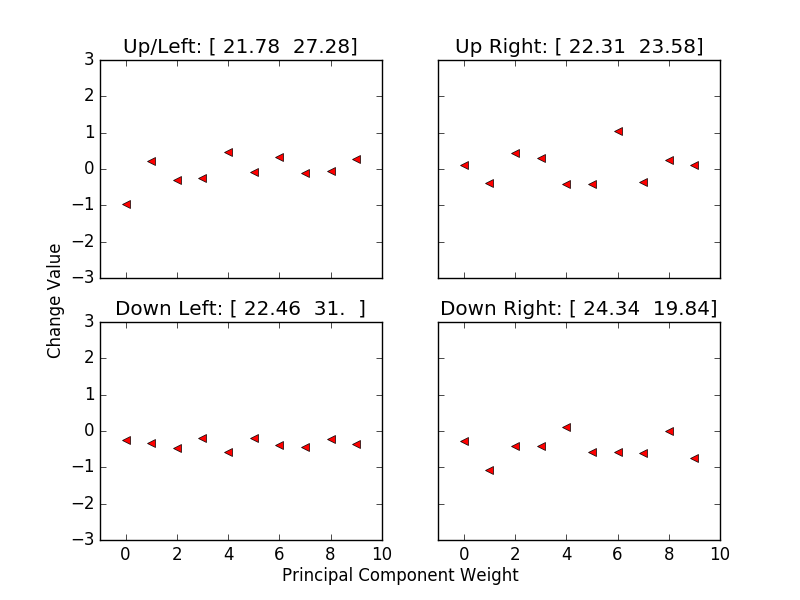 Up/Left: [ 21.78  27.28]
Up Right: [ 22.31  23.58]
3
2
1
0
−1
−2
−3
Change Value
Down Left: [ 22.46  31.  ]
Down Right: [ 24.34  19.84]
3
2
1
0
−1
−2
−3
0 2 4 6 8 10
0 2 4 6 8 10
Principal Component Weight